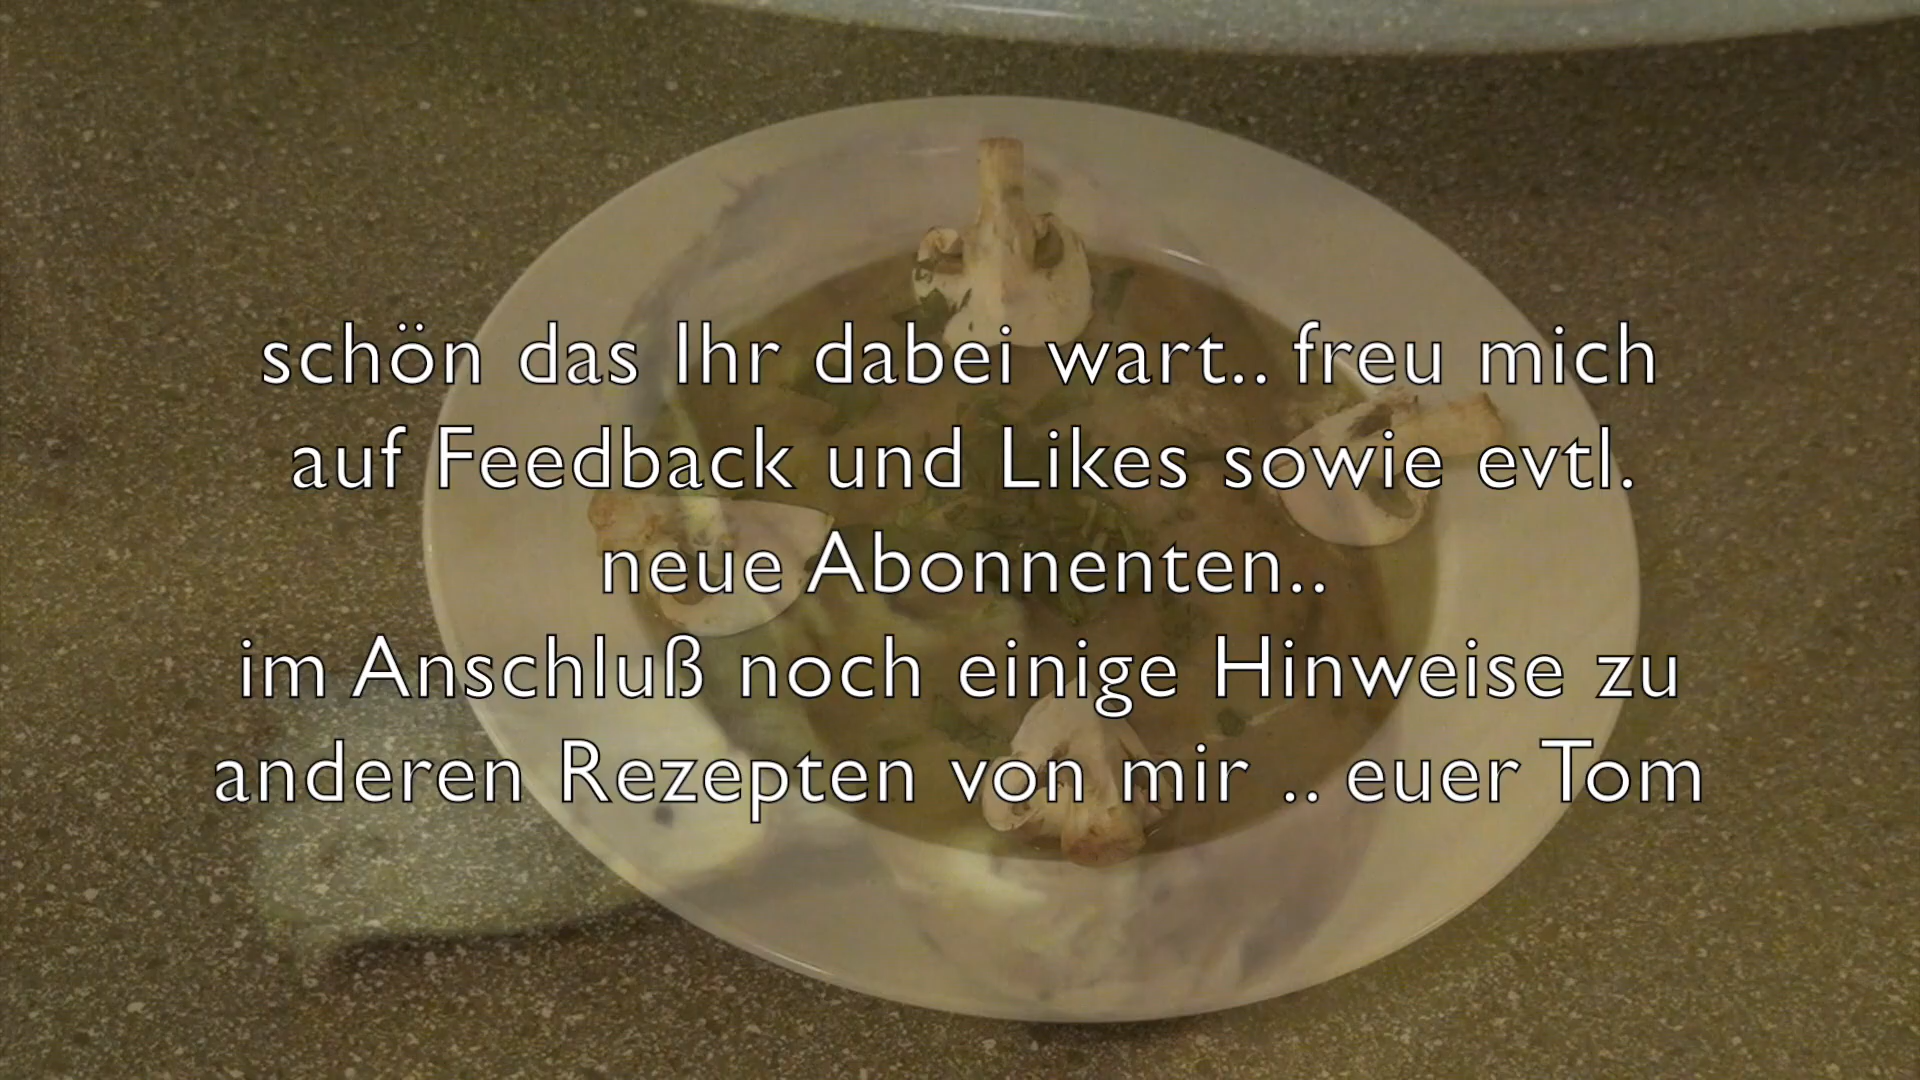 schön das Ihr dabei wart.. freu mich
auf Feedback und Likes sowie evtl.
neue Abonnenten..
im Anschluß noch einige Hinweise zu
anderen Rezepten von mir .. euer Tom